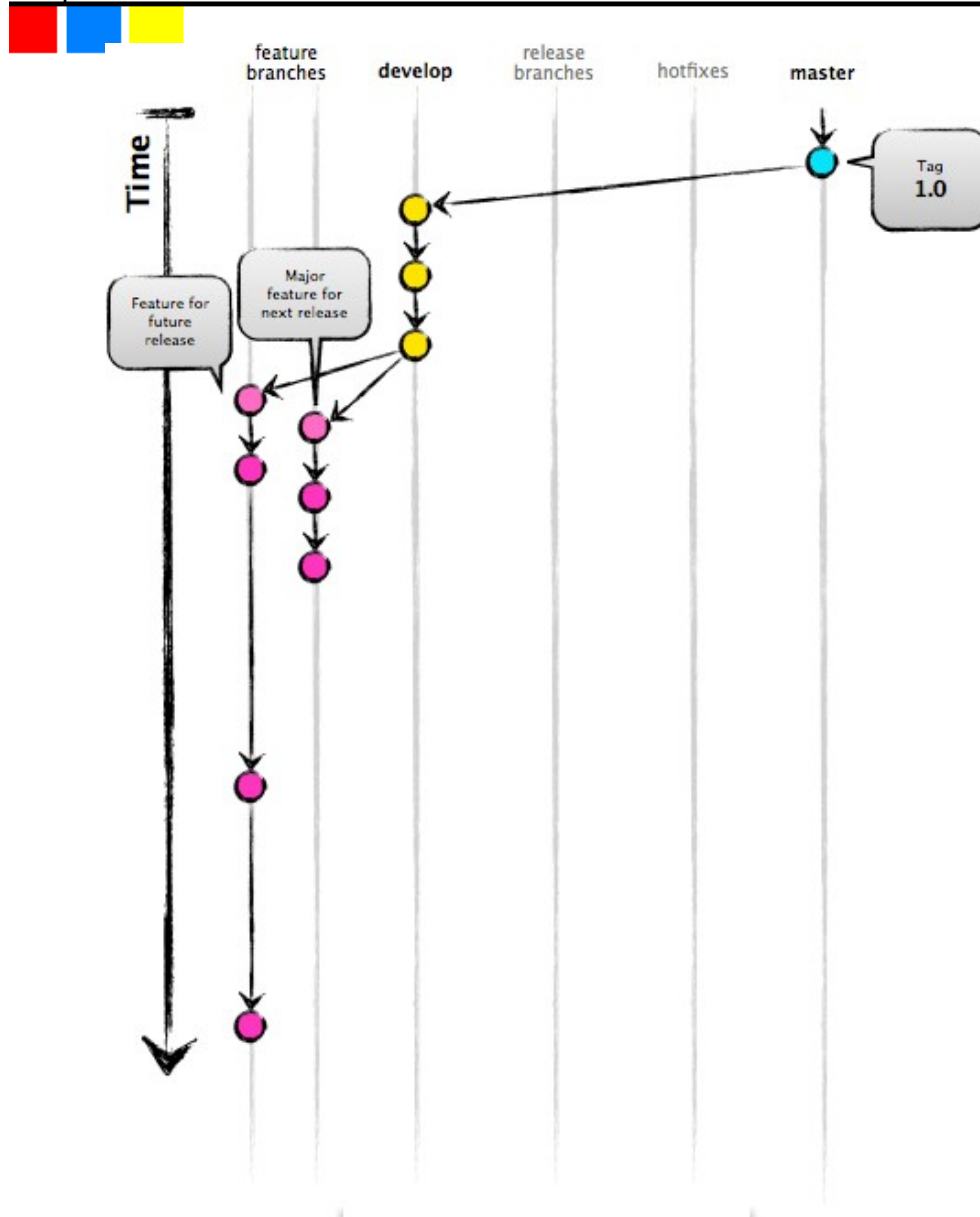 feature
branches
develop
release
branches
hotfixes
master
Time
Tag
1.0
Major
feature for
next release
Feature for
future
release